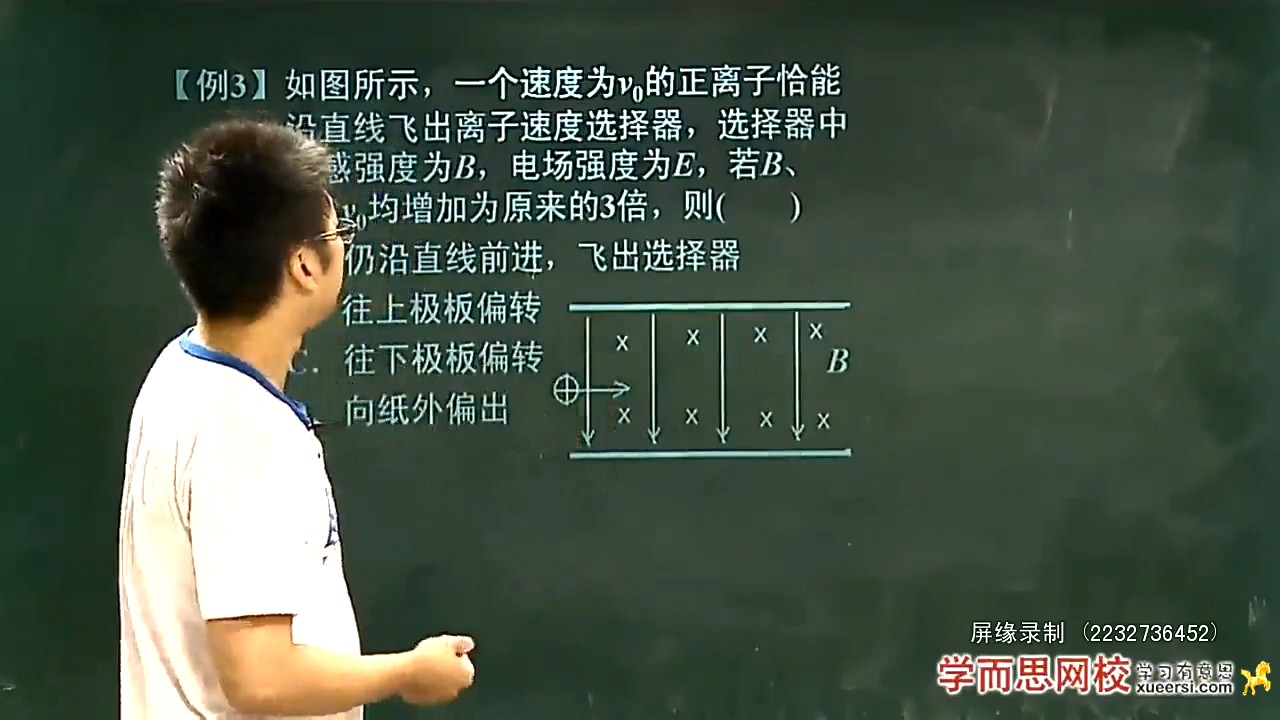 【例3】如图所示，一个速度为v₀的正离子恰能
沿直线飞出离子速度选择器，选择器中
感强度为B，电场强度为E，若B、
v₀均增加为原来的3倍，则(　　)
仍沿直线前进，飞出选择器
往上极板偏转
C. 往下极板偏转
向纸外偏出
x x x x
B
x x x x
屏缘录制 (2232736452)
学而思网校 学习有意思
xueersi.com